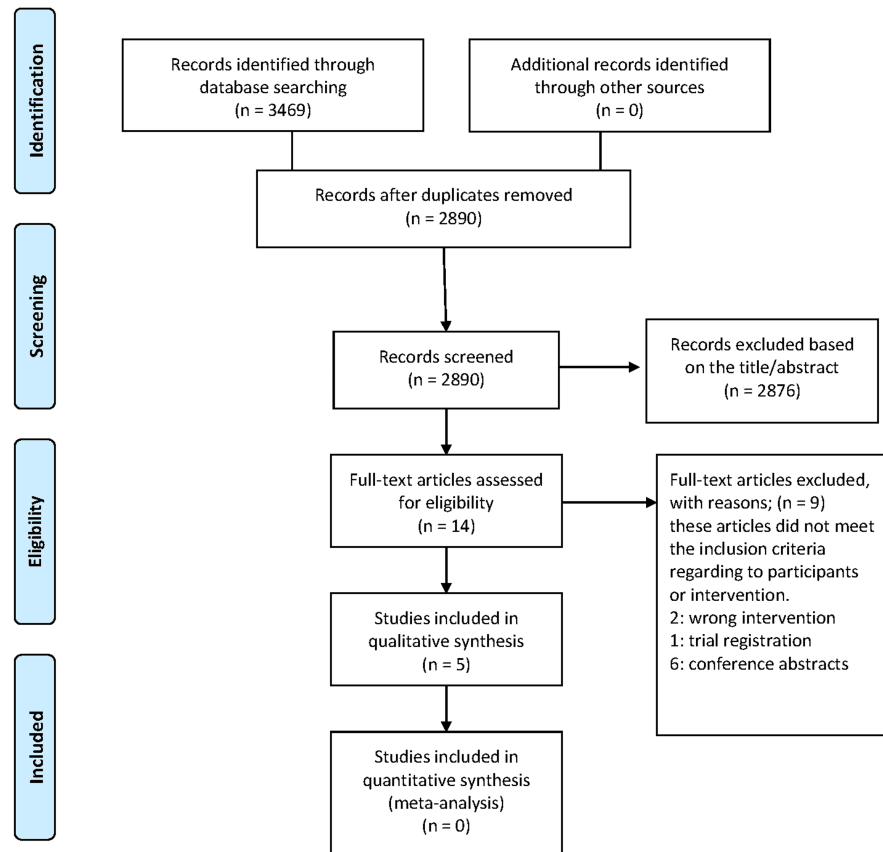 Identification
Records identified through
database searching
(n = 3469)
Additional records identified
through other sources
(n = 0)
Records after duplicates removed
(n = 2890)
Screening
Records screened
(n = 2890)
Records excluded based
on the title/abstract
(n = 2876)
Eligibility
Full-text articles assessed
for eligibility
(n = 14)
Full-text articles excluded,
with reasons; (n = 9)
these articles did not meet
the inclusion criteria
regarding to participants
or intervention.
2: wrong intervention
1: trial registration
6: conference abstracts
Studies included in
qualitative synthesis
(n = 5)
Included
Studies included in
quantitative synthesis
(meta-analysis)
(n = 0)